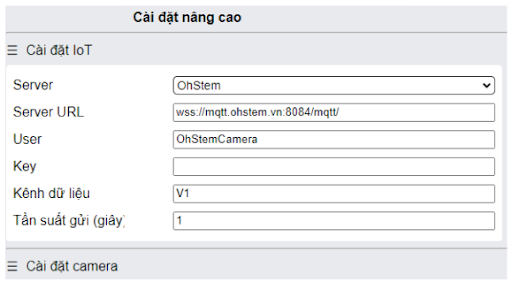 Cài đặt nâng cao
☰ Cài đặt IoT
Server OhStem
Server URL wss://mqtt.ohstem.vn:8084/mqtt/
User OhStemCamera
Key
Kênh dữ liệu V1
Tần suất gửi (giây) 1
☰ Cài đặt camera